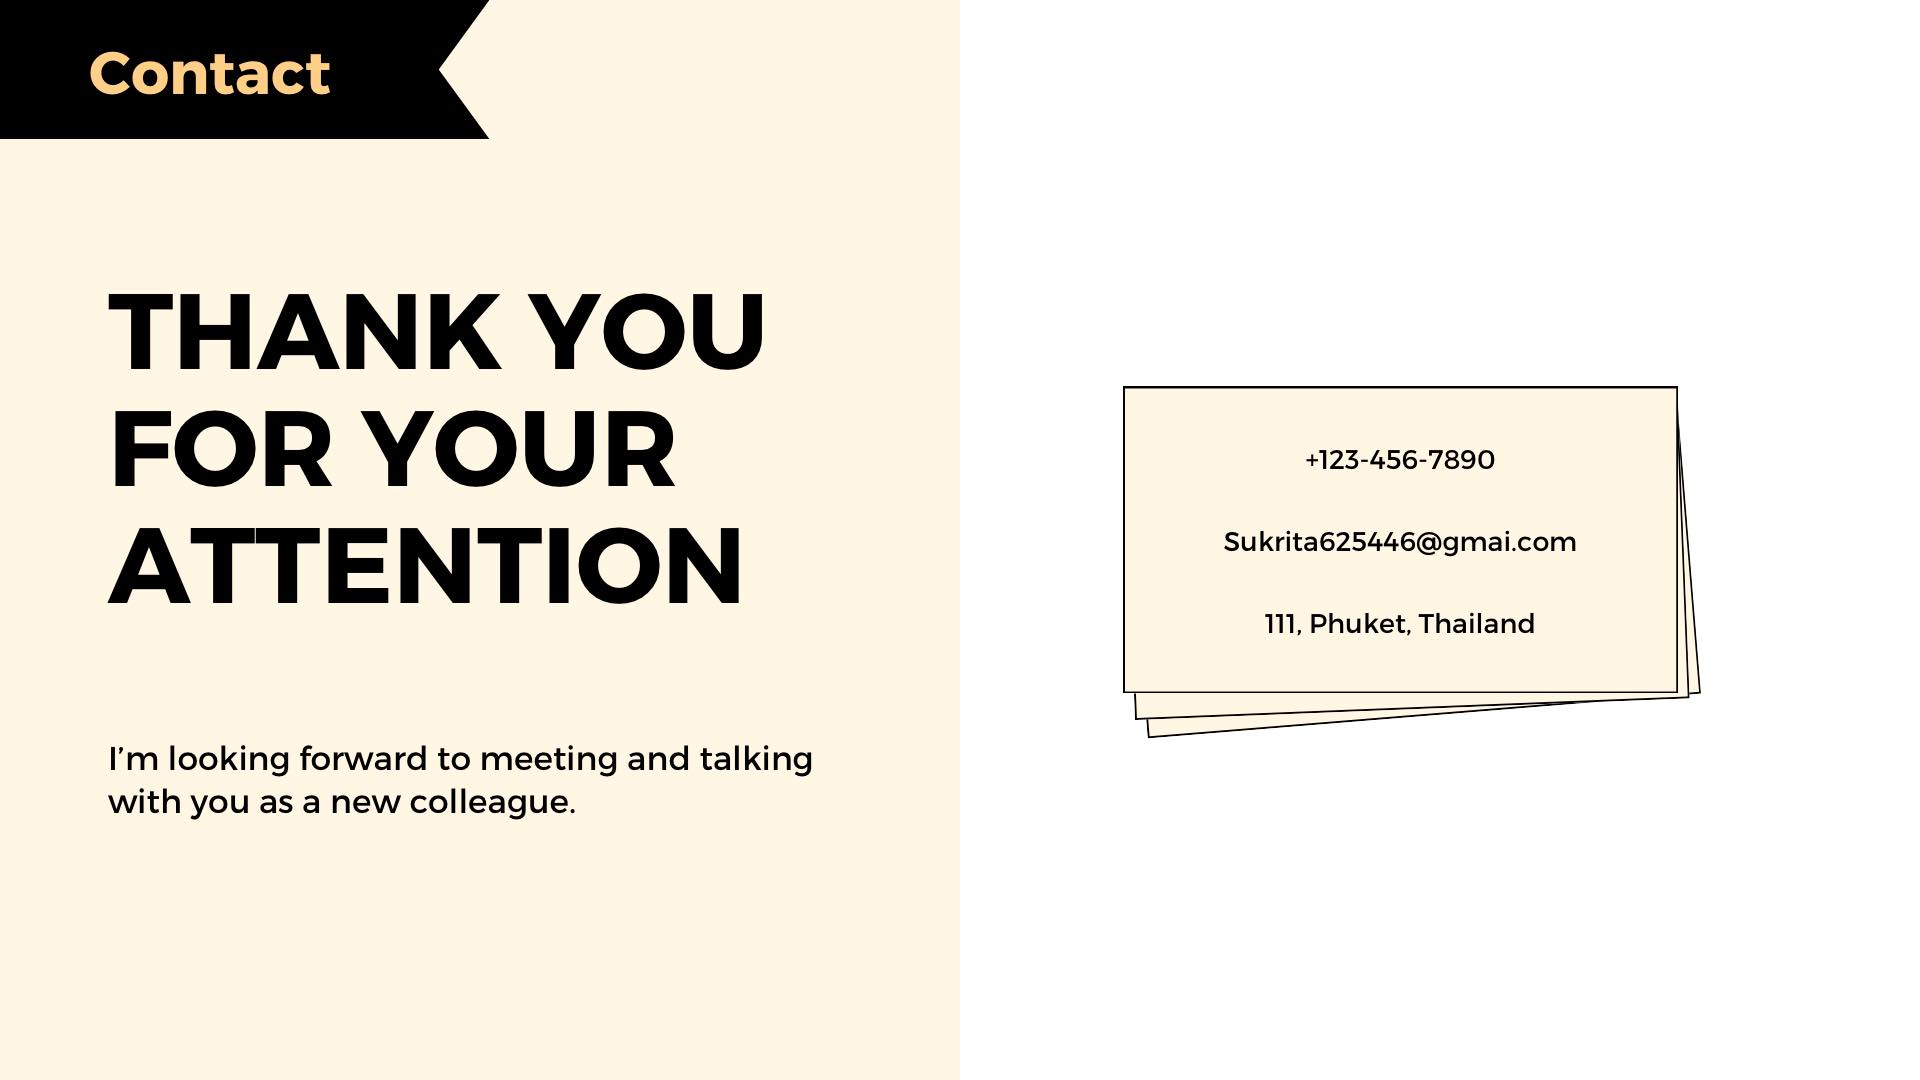 Contact
THANK YOU
FOR YOUR
ATTENTION
I’m looking forward to meeting and talking
with you as a new colleague.
+123-456-7890
Sukrita625446@gmai.com
111, Phuket, Thailand